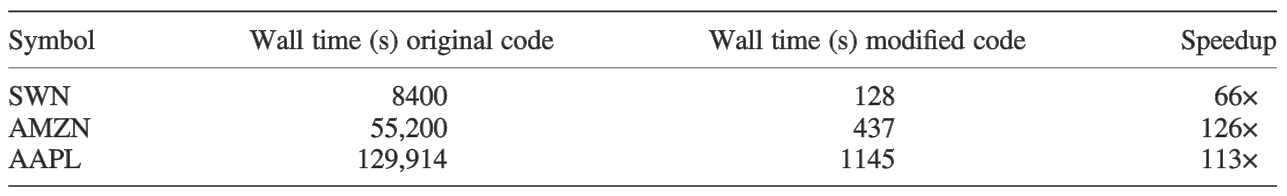 Symbol Wall time (s) original code Wall time (s) modified code Speedup
SWN 8400 128 66×
AMZN 55,200 437 126×
AAPL 129,914 1145 113×